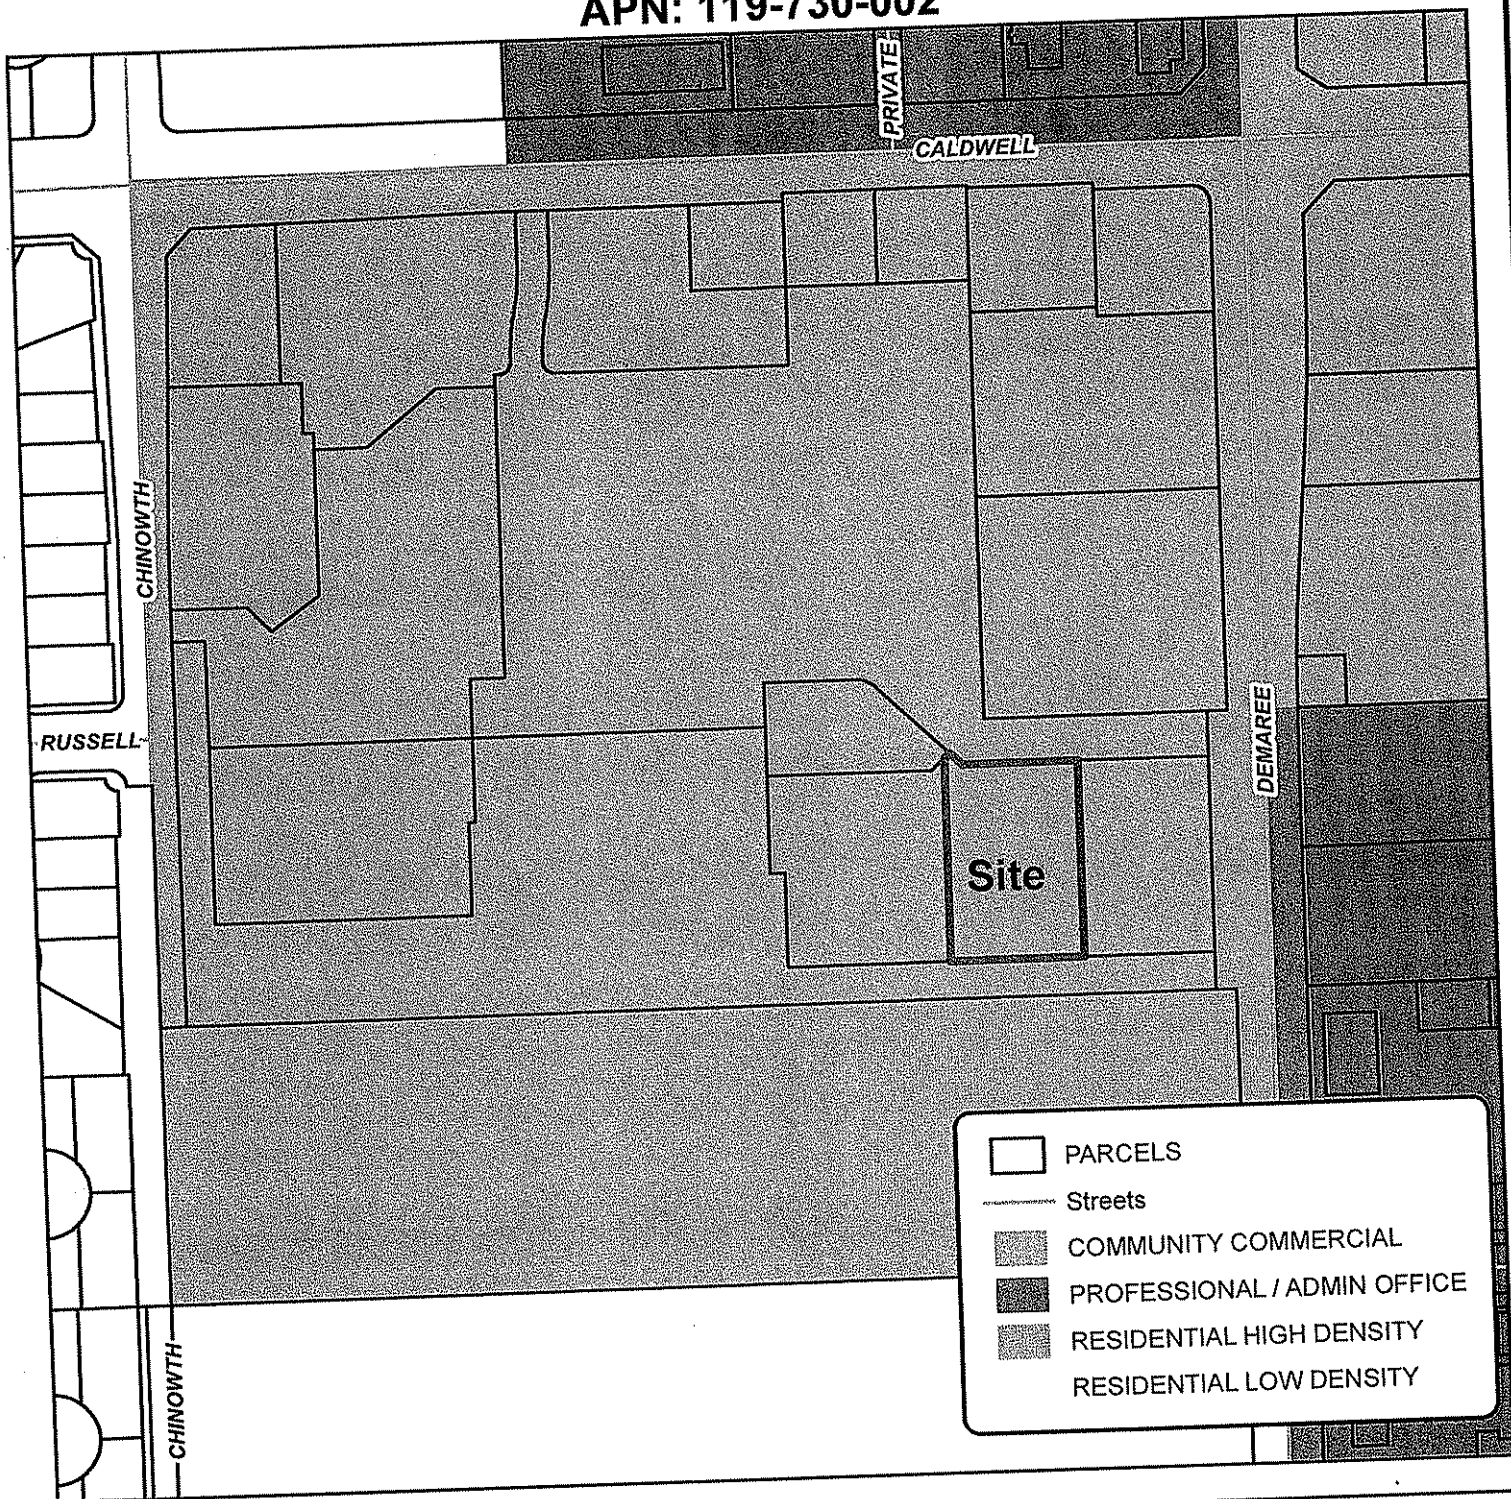 APN: 119-730-002
PRIVATE
CALDWELL
CHINOWTH
RUSSELL
DEMAREE
Site
PARCELS
Streets
COMMUNITY COMMERCIAL
PROFESSIONAL / ADMIN OFFICE
RESIDENTIAL HIGH DENSITY
RESIDENTIAL LOW DENSITY
CHINOWTH